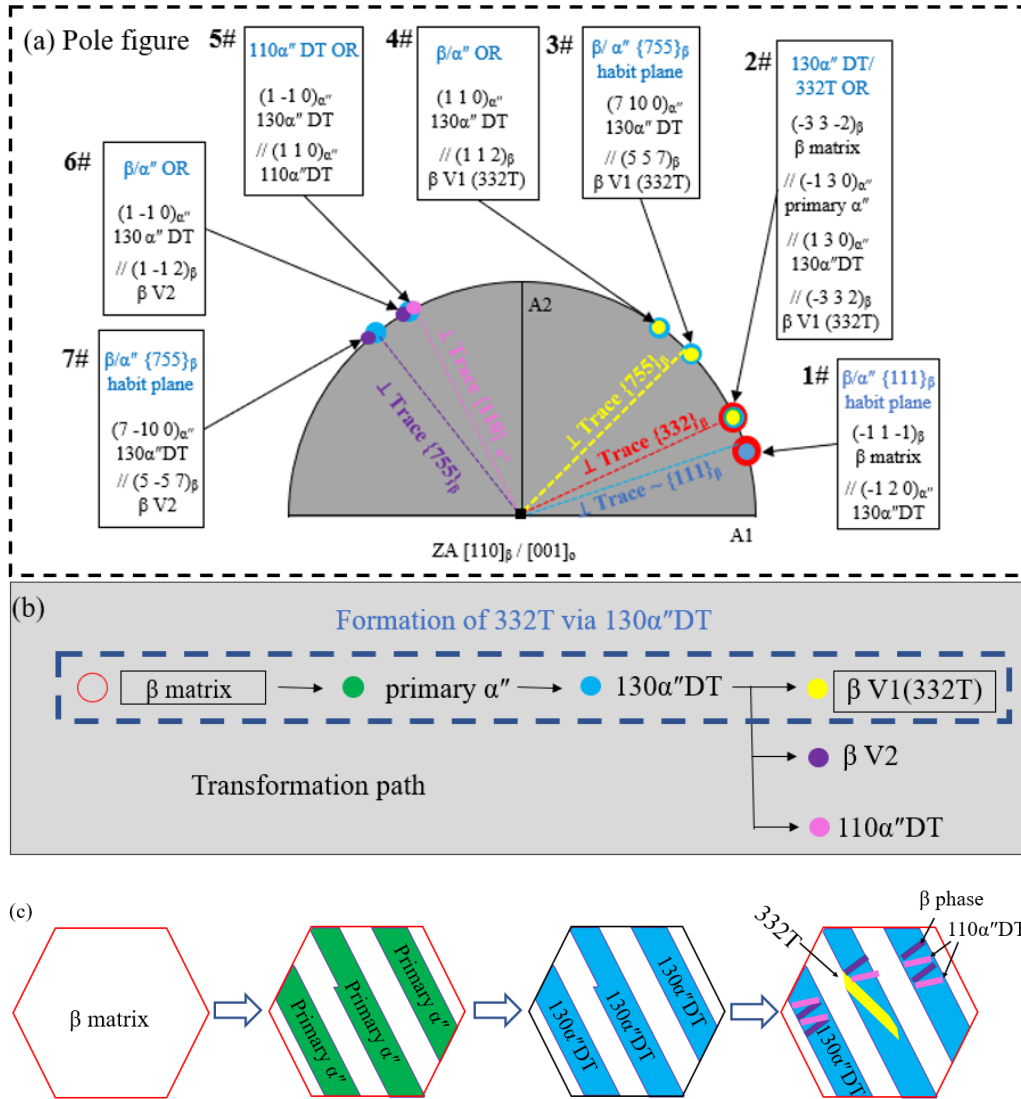 (a) Pole figure
5#
110α″ DT OR
(1 -1 0)α″
130α″ DT
// (1 1 0)α″
110α″DT
4#
β/α″ OR
(1 1 0)α″
130α″ DT
// (1 1 2)β
β V1 (332T)
3#
β/ α″ {755}β
habit plane
(7 10 0)α″
130α″ DT
// (5 5 7)β
β V1 (332T)
2#
130α″ DT/
332T OR
(-3 3 -2)β
β matrix
// (-1 3 0)α″
primary α″
// (1 3 0)α″
130α″DT
// (-3 3 2)β
β V1 (332T)
6#
β/α″ OR
(1 -1 0)α″
130 α″ DT
// (1 -1 2)β
β V2
7#
β/α″ {755}β
habit plane
(7 -10 0)α″
130α″DT
// (5 -5 7)β
β V2
1#
β/α″ {111}β
habit plane
(-1 1 -1)β
β matrix
// (-1 2 0)α″
130α″DT
A2
⊥ Trace {755}β
⊥ Trace {110}α″
⊥ Trace {755}β
⊥ Trace {332}β
⊥ Trace ~ {111}β
A1
ZA [110]β / [001]o
(b)
Formation of 332T via 130α″DT
β matrix
primary α″
130α″DT
β V1(332T)
β V2
Transformation path
110α″DT
(c)
β matrix
Primary α″
Primary α″
Primary α″
130α″DT
130α″DT
130α″DT
332T
β phase
110α″DT
130α″DT